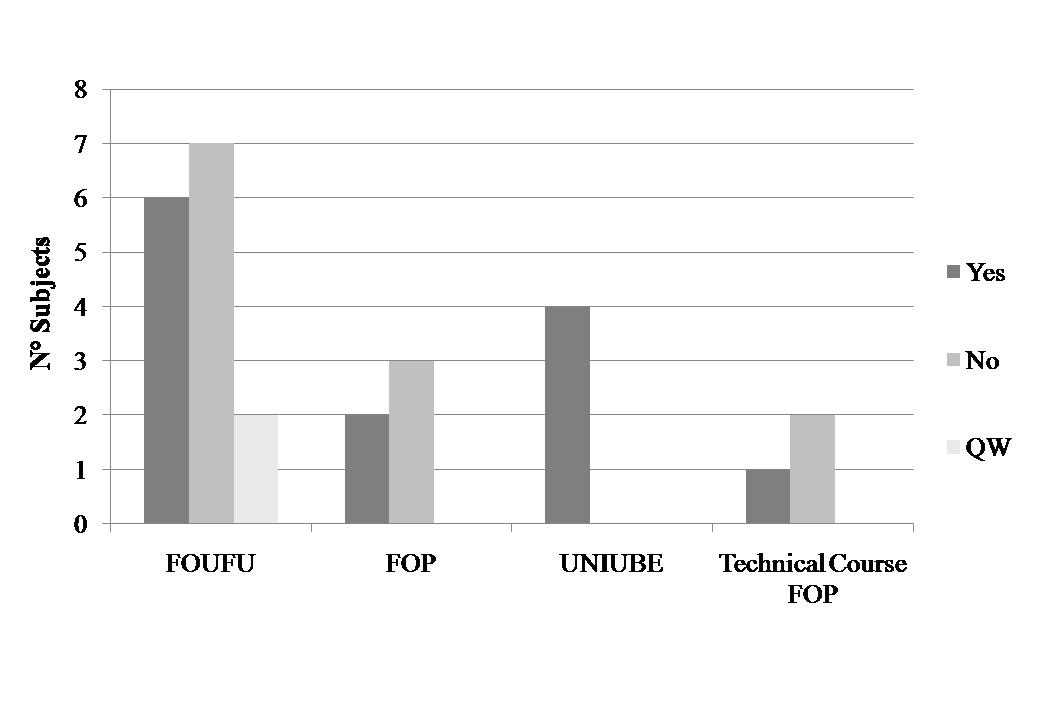 8
7
6
5
4
3
2
1
0
Nº Subjects
FOUFU
FOP
UNIUBE
Technical Course
FOP
Yes
No
QW